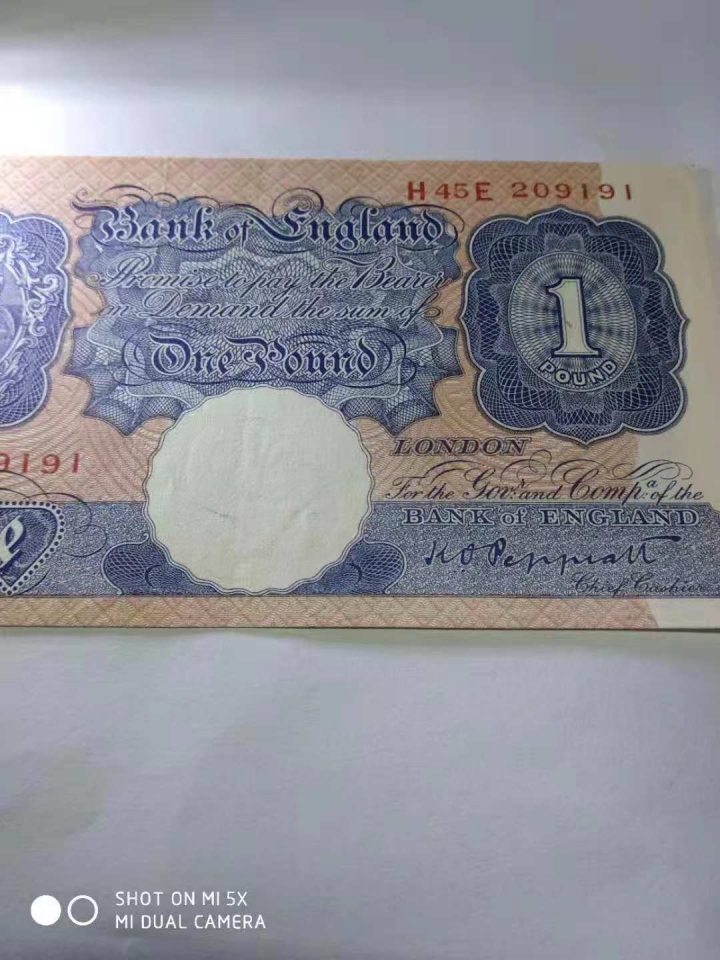 H45E 209191
Bank of England
Promise to pay the Bearer
on Demand the sum of
One Pound
1
POUND
9191
LONDON
For the Govr. and Compa. of the
BANK of ENGLAND
K O Peppiatt
Chief Cashier
SHOT ON MI 5X
MI DUAL CAMERA